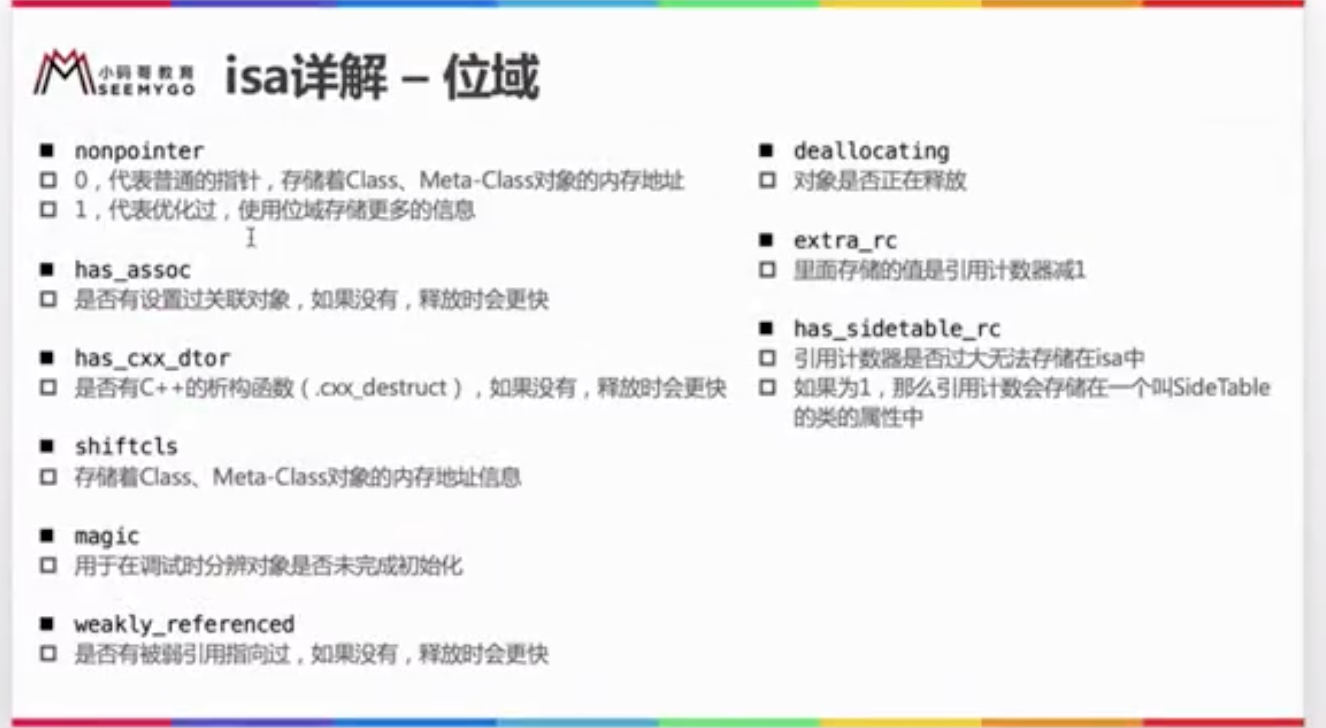 小码哥教育
SEEMYGO
isa详解 – 位域
■ nonpointer
□ 0，代表普通的指针，存储着Class、Meta-Class对象的内存地址
□ 1，代表优化过，使用位域存储更多的信息
■ has_assoc
□ 是否有设置过关联对象，如果没有，释放时会更快
■ has_cxx_dtor
□ 是否有C++的析构函数（.cxx_destruct），如果没有，释放时会更快
■ shiftcls
□ 存储着Class、Meta-Class对象的内存地址信息
■ magic
□ 用于在调试时分辨对象是否未完成初始化
■ weakly_referenced
□ 是否有被弱引用指向过，如果没有，释放时会更快
■ deallocating
□ 对象是否正在释放
■ extra_rc
□ 里面存储的值是引用计数器减1
■ has_sidetable_rc
□ 引用计数器是否过大无法存储在isa中
□ 如果为1，那么引用计数会存储在一个叫SideTable
的类的属性中